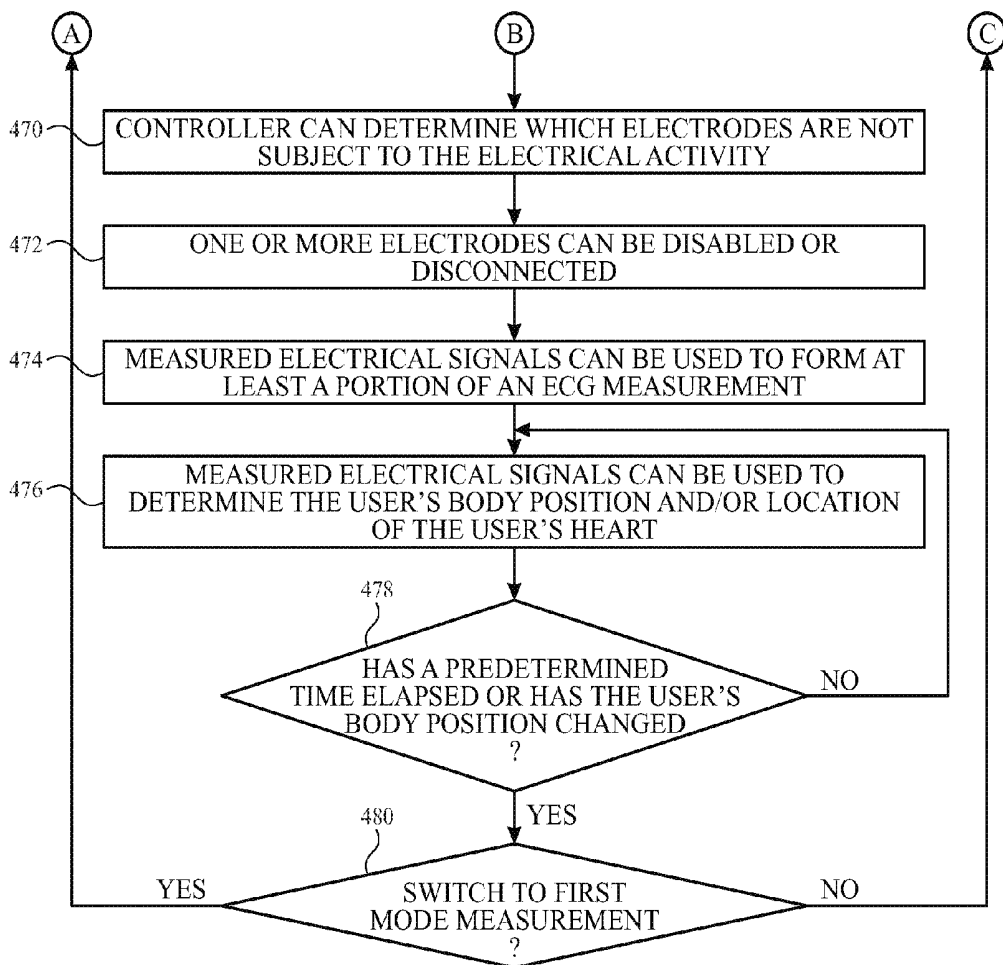 A
B
C
470
CONTROLLER CAN DETERMINE WHICH ELECTRODES ARE NOT
SUBJECT TO THE ELECTRICAL ACTIVITY
472
ONE OR MORE ELECTRODES CAN BE DISABLED OR
DISCONNECTED
474
MEASURED ELECTRICAL SIGNALS CAN BE USED TO FORM AT
LEAST A PORTION OF AN ECG MEASUREMENT
476
MEASURED ELECTRICAL SIGNALS CAN BE USED TO
DETERMINE THE USER'S BODY POSITION AND/OR LOCATION
OF THE USER'S HEART
478
HAS A PREDETERMINED
TIME ELAPSED OR HAS THE USER'S
BODY POSITION CHANGED
?
NO
YES
480
YES
SWITCH TO FIRST
MODE MEASUREMENT
?
NO